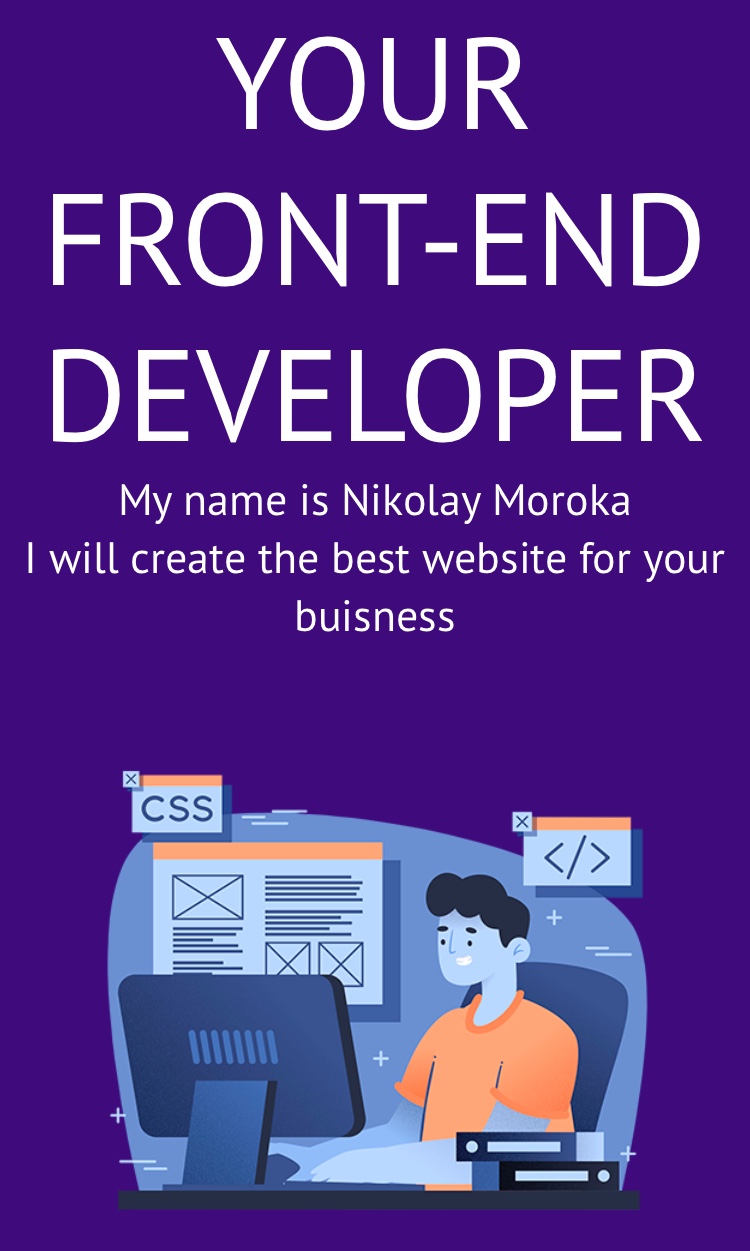 YOUR
FRONT-END
DEVELOPER
My name is Nikolay Moroka
I will create the best website for your
buisness
CSS
</>